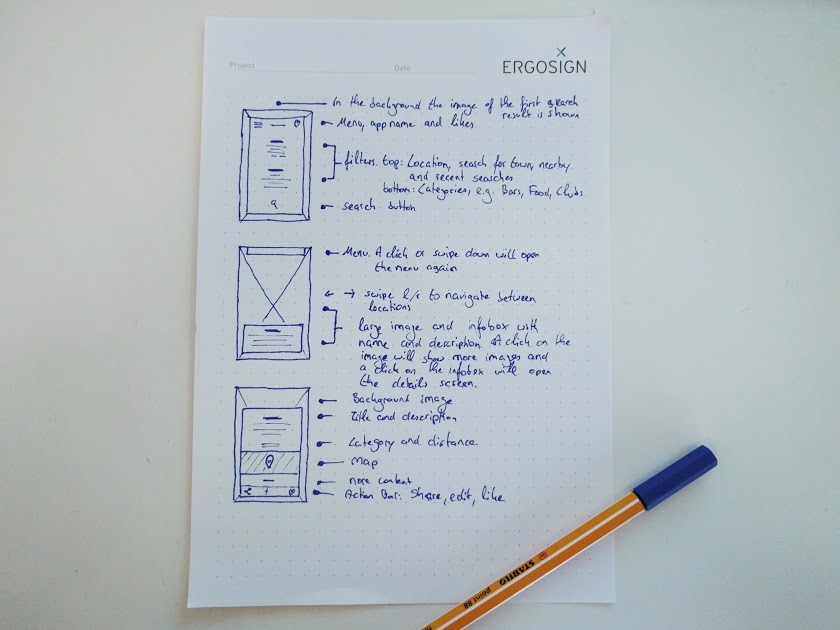 Project
Date
ERGOSIGN
In the background the image of the first search
result is shown
Menu, app name and likes
filters. top: Location, search for town, nearby
and recent searches
bottom: Categories, e.g. Bars, Food, Clubs
search button
Menu. A click or swipe down will open
the menu again
← → swipe l/r to navigate between
locations
large image and infobox with
name and description. A click on the
image will show more images and
a click on the infobox will open
the details screen.
Background image
Title and description
Category and distance
Map
more content
Action Bar: Share, edit, like
STABILO
point 88